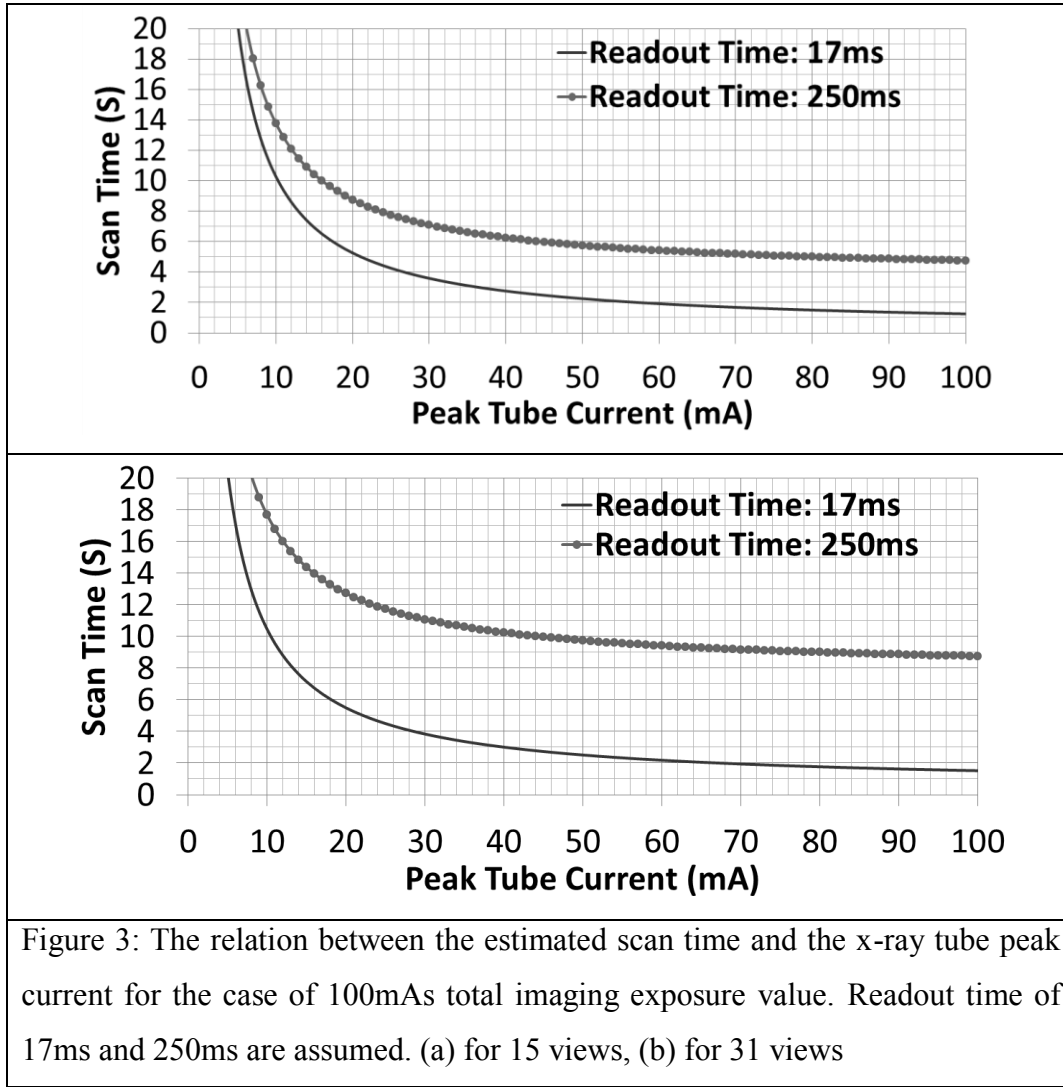 20
18
16
14
12
10
8
6
4
2
0
Scan Time (S)
Readout Time: 17ms
Readout Time: 250ms
0 10 20 30 40 50 60 70 80 90 100
Peak Tube Current (mA)
20
18
16
14
12
10
8
6
4
2
0
Scan Time (S)
Readout Time: 17ms
Readout Time: 250ms
0 10 20 30 40 50 60 70 80 90 100
Peak Tube Current (mA)
Figure 3: The relation between the estimated scan time and the x-ray tube peak
current for the case of 100mAs total imaging exposure value. Readout time of
17ms and 250ms are assumed. (a) for 15 views, (b) for 31 views